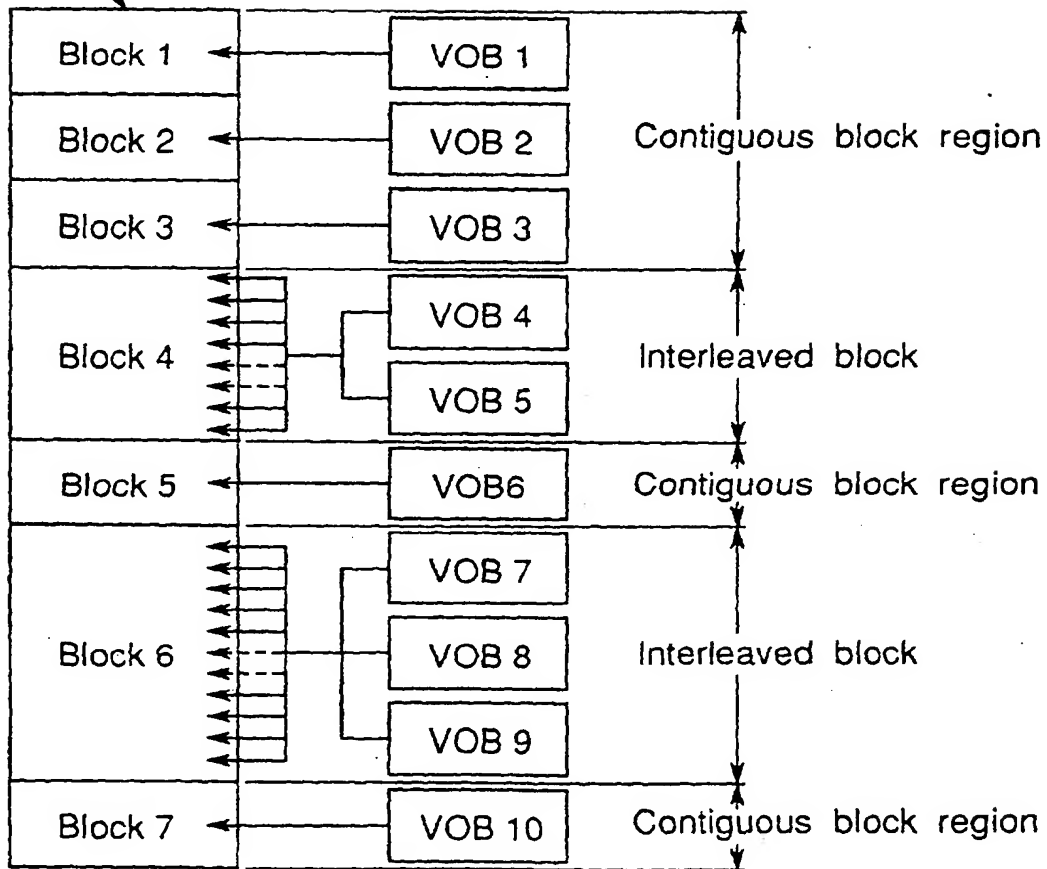 Block 1
VOB 1
Block 2
VOB 2
Contiguous block region
Block 3
VOB 3
VOB 4
Block 4
Interleaved block
VOB 5
Block 5
VOB6
Contiguous block region
VOB 7
Block 6
VOB 8
Interleaved block
VOB 9
Block 7
VOB 10
Contiguous block region